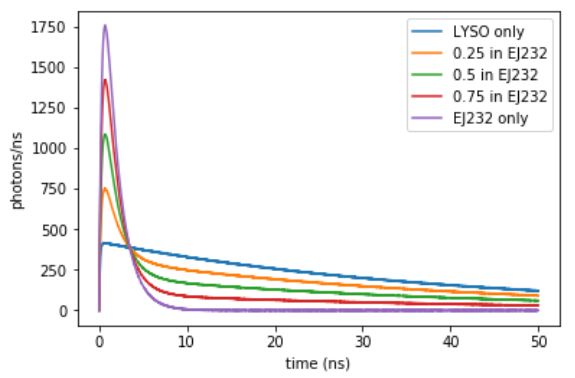 1750
1500
1250
1000
750
500
250
0
photons/ns
LYSO only
0.25 in EJ232
0.5 in EJ232
0.75 in EJ232
EJ232 only
0 10 20 30 40 50
time (ns)